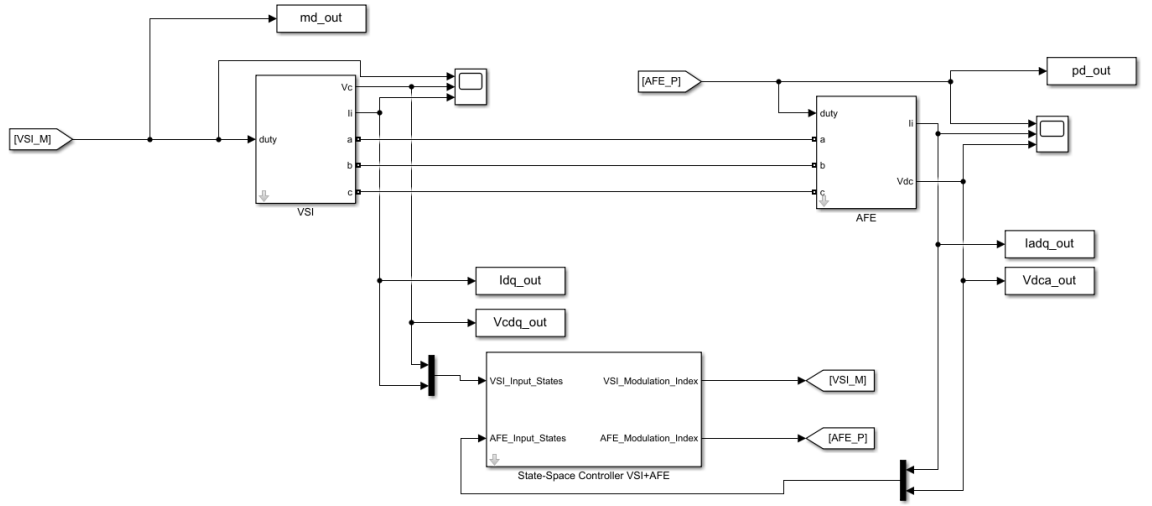 md_out
[VSI_M]
duty
Vc
Ii
a
b
c
VSI
[AFE_P]
pd_out
duty
a
b
c
Ii
Vdc
AFE
Iadq_out
Vdca_out
Idq_out
Vcdq_out
VSI_Input_States
VSI_Modulation_Index
[VSI_M]
AFE_Input_States
AFE_Modulation_Index
[AFE_P]
State-Space Controller VSI+AFE